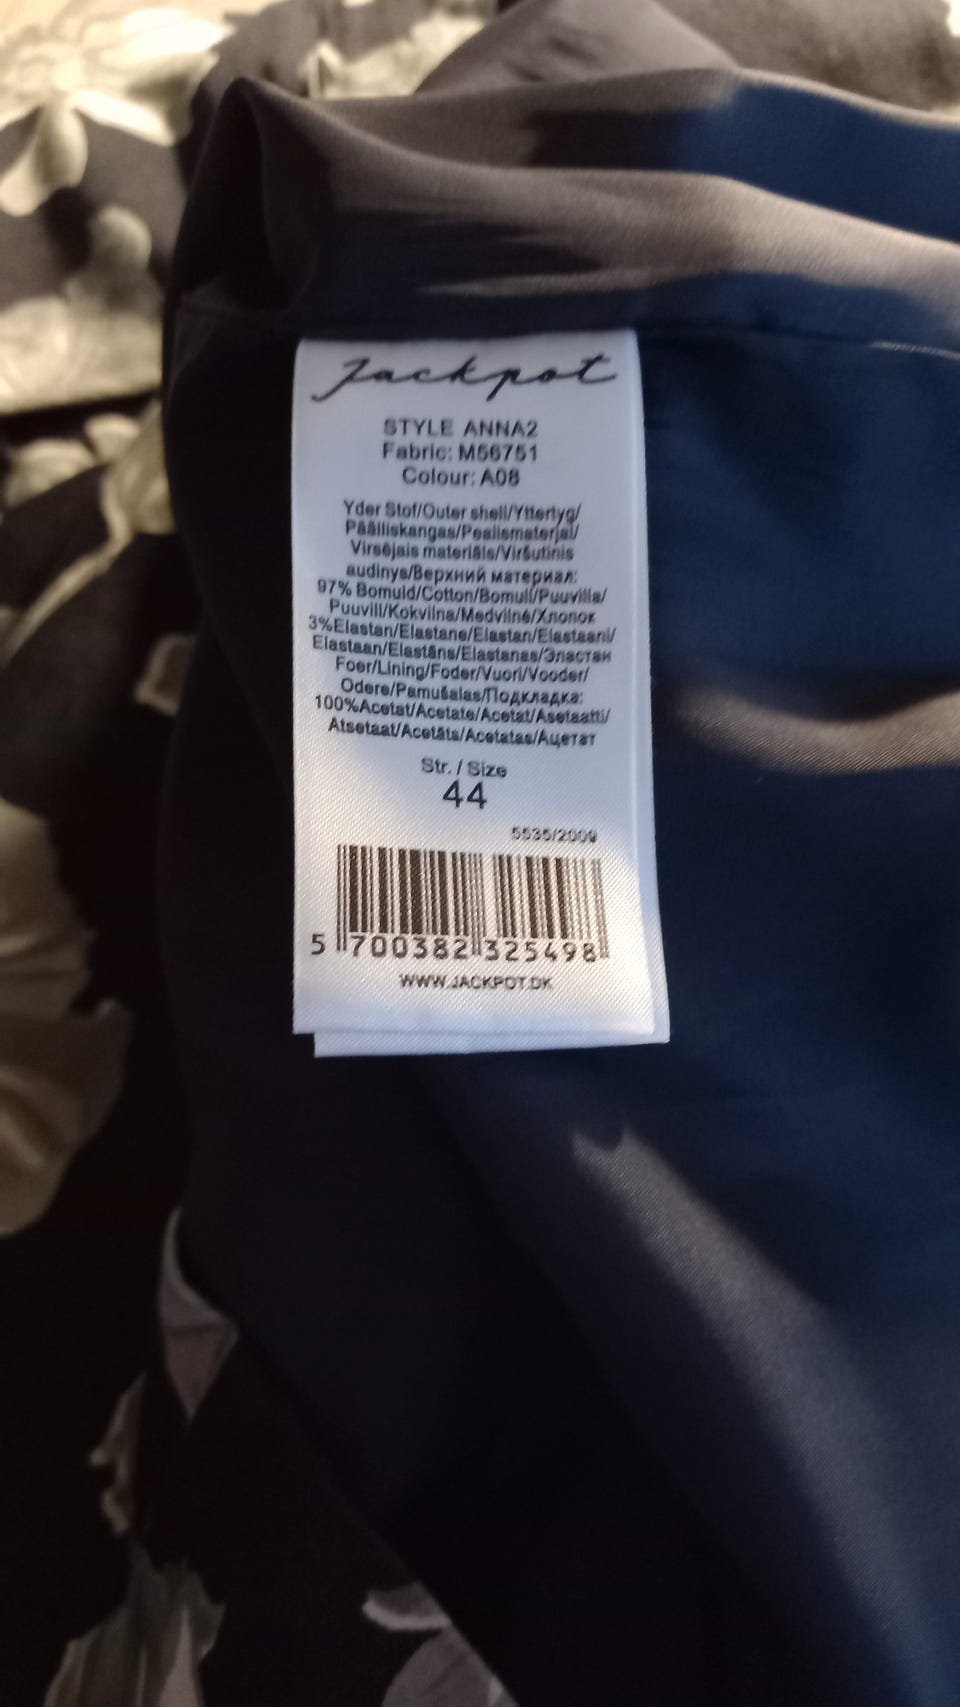 Jackpot
STYLE ANNA2
Fabric: M56751
Colour: A08
Yder Stof/Outer shell/Yttertyg/
Päälliskangas/Pealismaterjal/
Virsējais materiāls/Viršutinis
audinys/Верхний материал:
97% Bomuld/Cotton/Bomull/Puuvilla/
Puuvill/Kokvilna/Medvilnė/Хлопок
3%Elastan/Elastane/Elastan/Elastaani/
Elastaan/Elastāns/Elastanas/Эластан
Foer/Lining/Foder/Vuori/Vooder/
Odere/Pamušalas/Подкладка:
100%Acetat/Acetate/Acetat/Asetaatti/
Atsetaat/Acetāts/Acetatas/Ацетат
Str. / Size
44
5535/2009
5 700382 325498
WWW.JACKPOT.DK